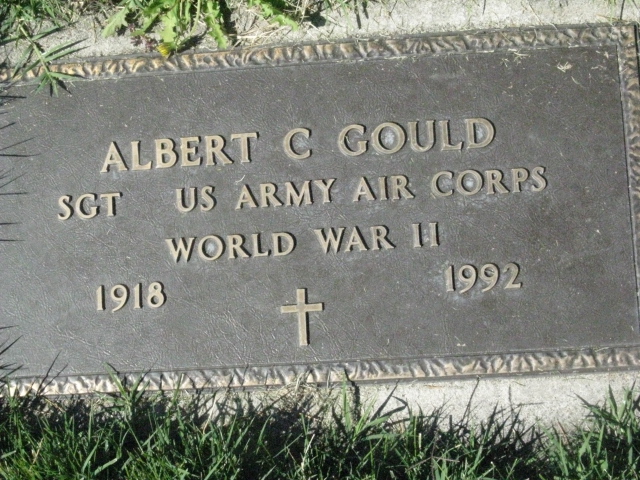 ALBERT C GOULD
SGT US ARMY AIR CORPS
WORLD WAR II
1918 1992